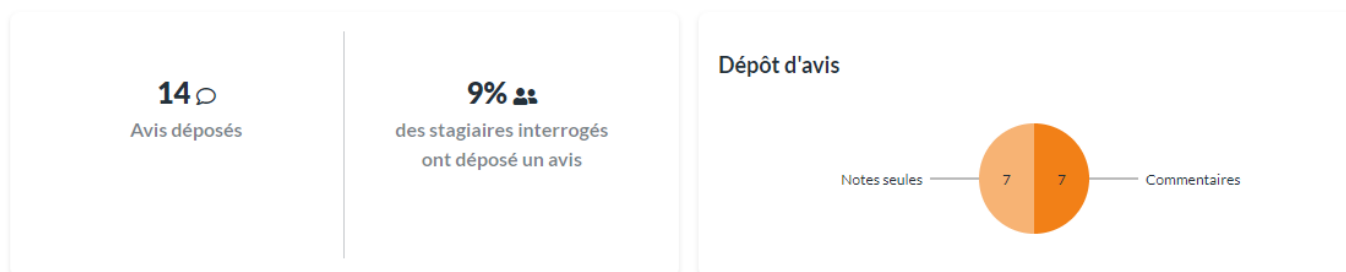 14
Avis déposés
9%
des stagiaires interrogés
ont déposé un avis
Dépôt d'avis
Notes seules
7
7
Commentaires